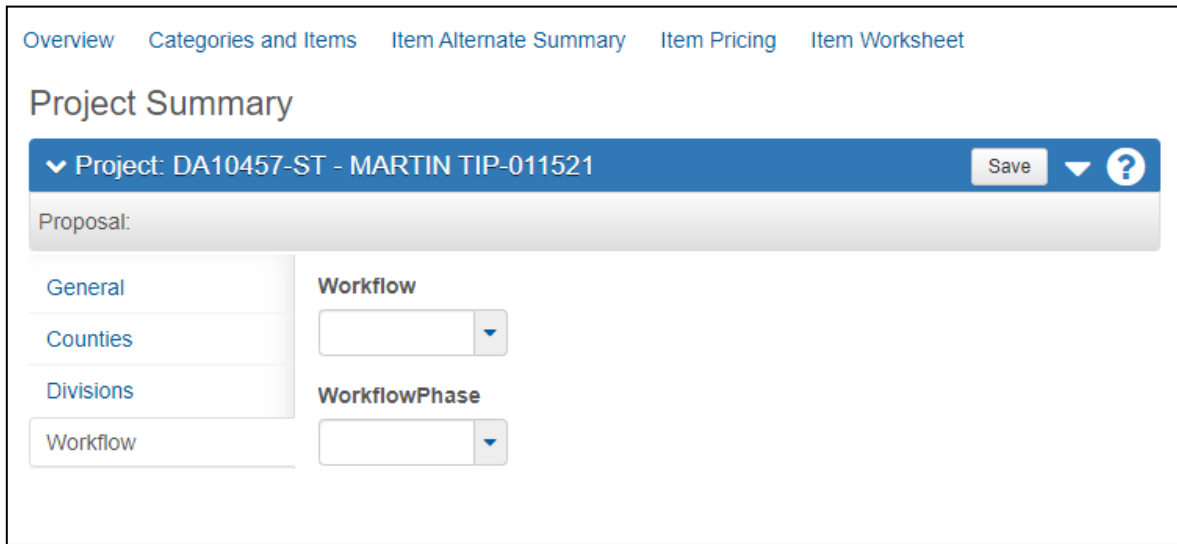 Overview Categories and Items Item Alternate Summary Item Pricing Item Worksheet
Project Summary
Project: DA10457-ST - MARTIN TIP-011521 Save ?
Proposal:
General
Counties
Divisions
Workflow
Workflow
WorkflowPhase